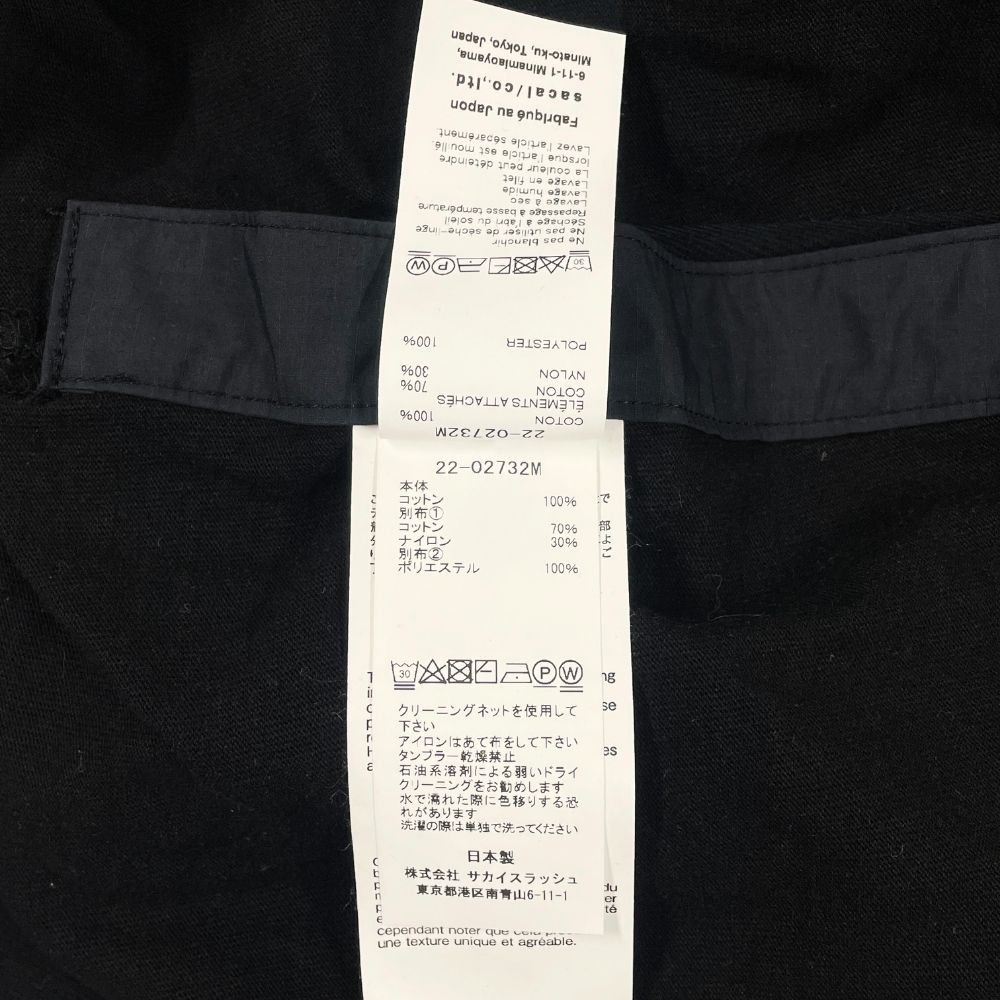 6-11-1 Minamiaoyama,
Minato-ku, Tokyo, Japan
sacai/co.,ltd.
Fabriqué au Japon
Lavez l'article séparément.
lorsque l'article est mouillé.
La couleur peut déteindre
Lavage en filet
Lavage humide
Lavage à sec
Repassage à basse température
Séchage à l'abri du soleil
Ne pas utiliser de sèche-linge
Ne pas blanchir
30
POLYESTER 100%
NYLON 30%
COTON 70%
ÉLÉMENTS ATTACHÉS
COTON 100%
22-02732M
22-02732M
本体
コットン 100%
別布①
コットン 70%
ナイロン 30%
別布②
ポリエステル 100%
30 P W
クリーニングネットを使用して
下さい
アイロンはあて布をして下さい
タンブラー乾燥禁止
石油系溶剤による弱いドライ
クリーニングをお勧めします
水で濡れた際に色移りする恐
れがあります
洗濯の際は単独で洗ってください
日本製
株式会社 サカイスラッシュ
東京都港区南青山6-11-1
cependant noter que
une texture unique et agréable.